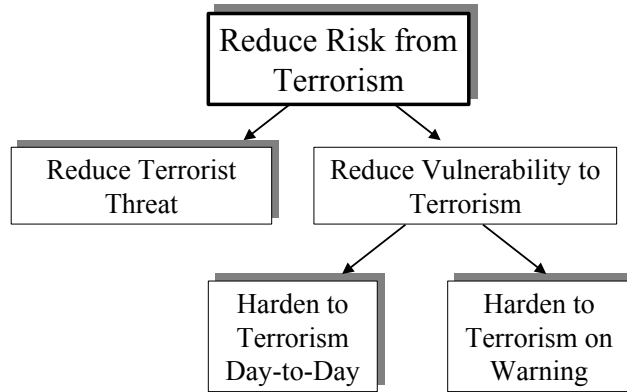 Reduce Risk from
Terrorism
Reduce Terrorist
Threat
Reduce Vulnerability to
Terrorism
Harden to
Terrorism
Day-to-Day
Harden to
Terrorism on
Warning